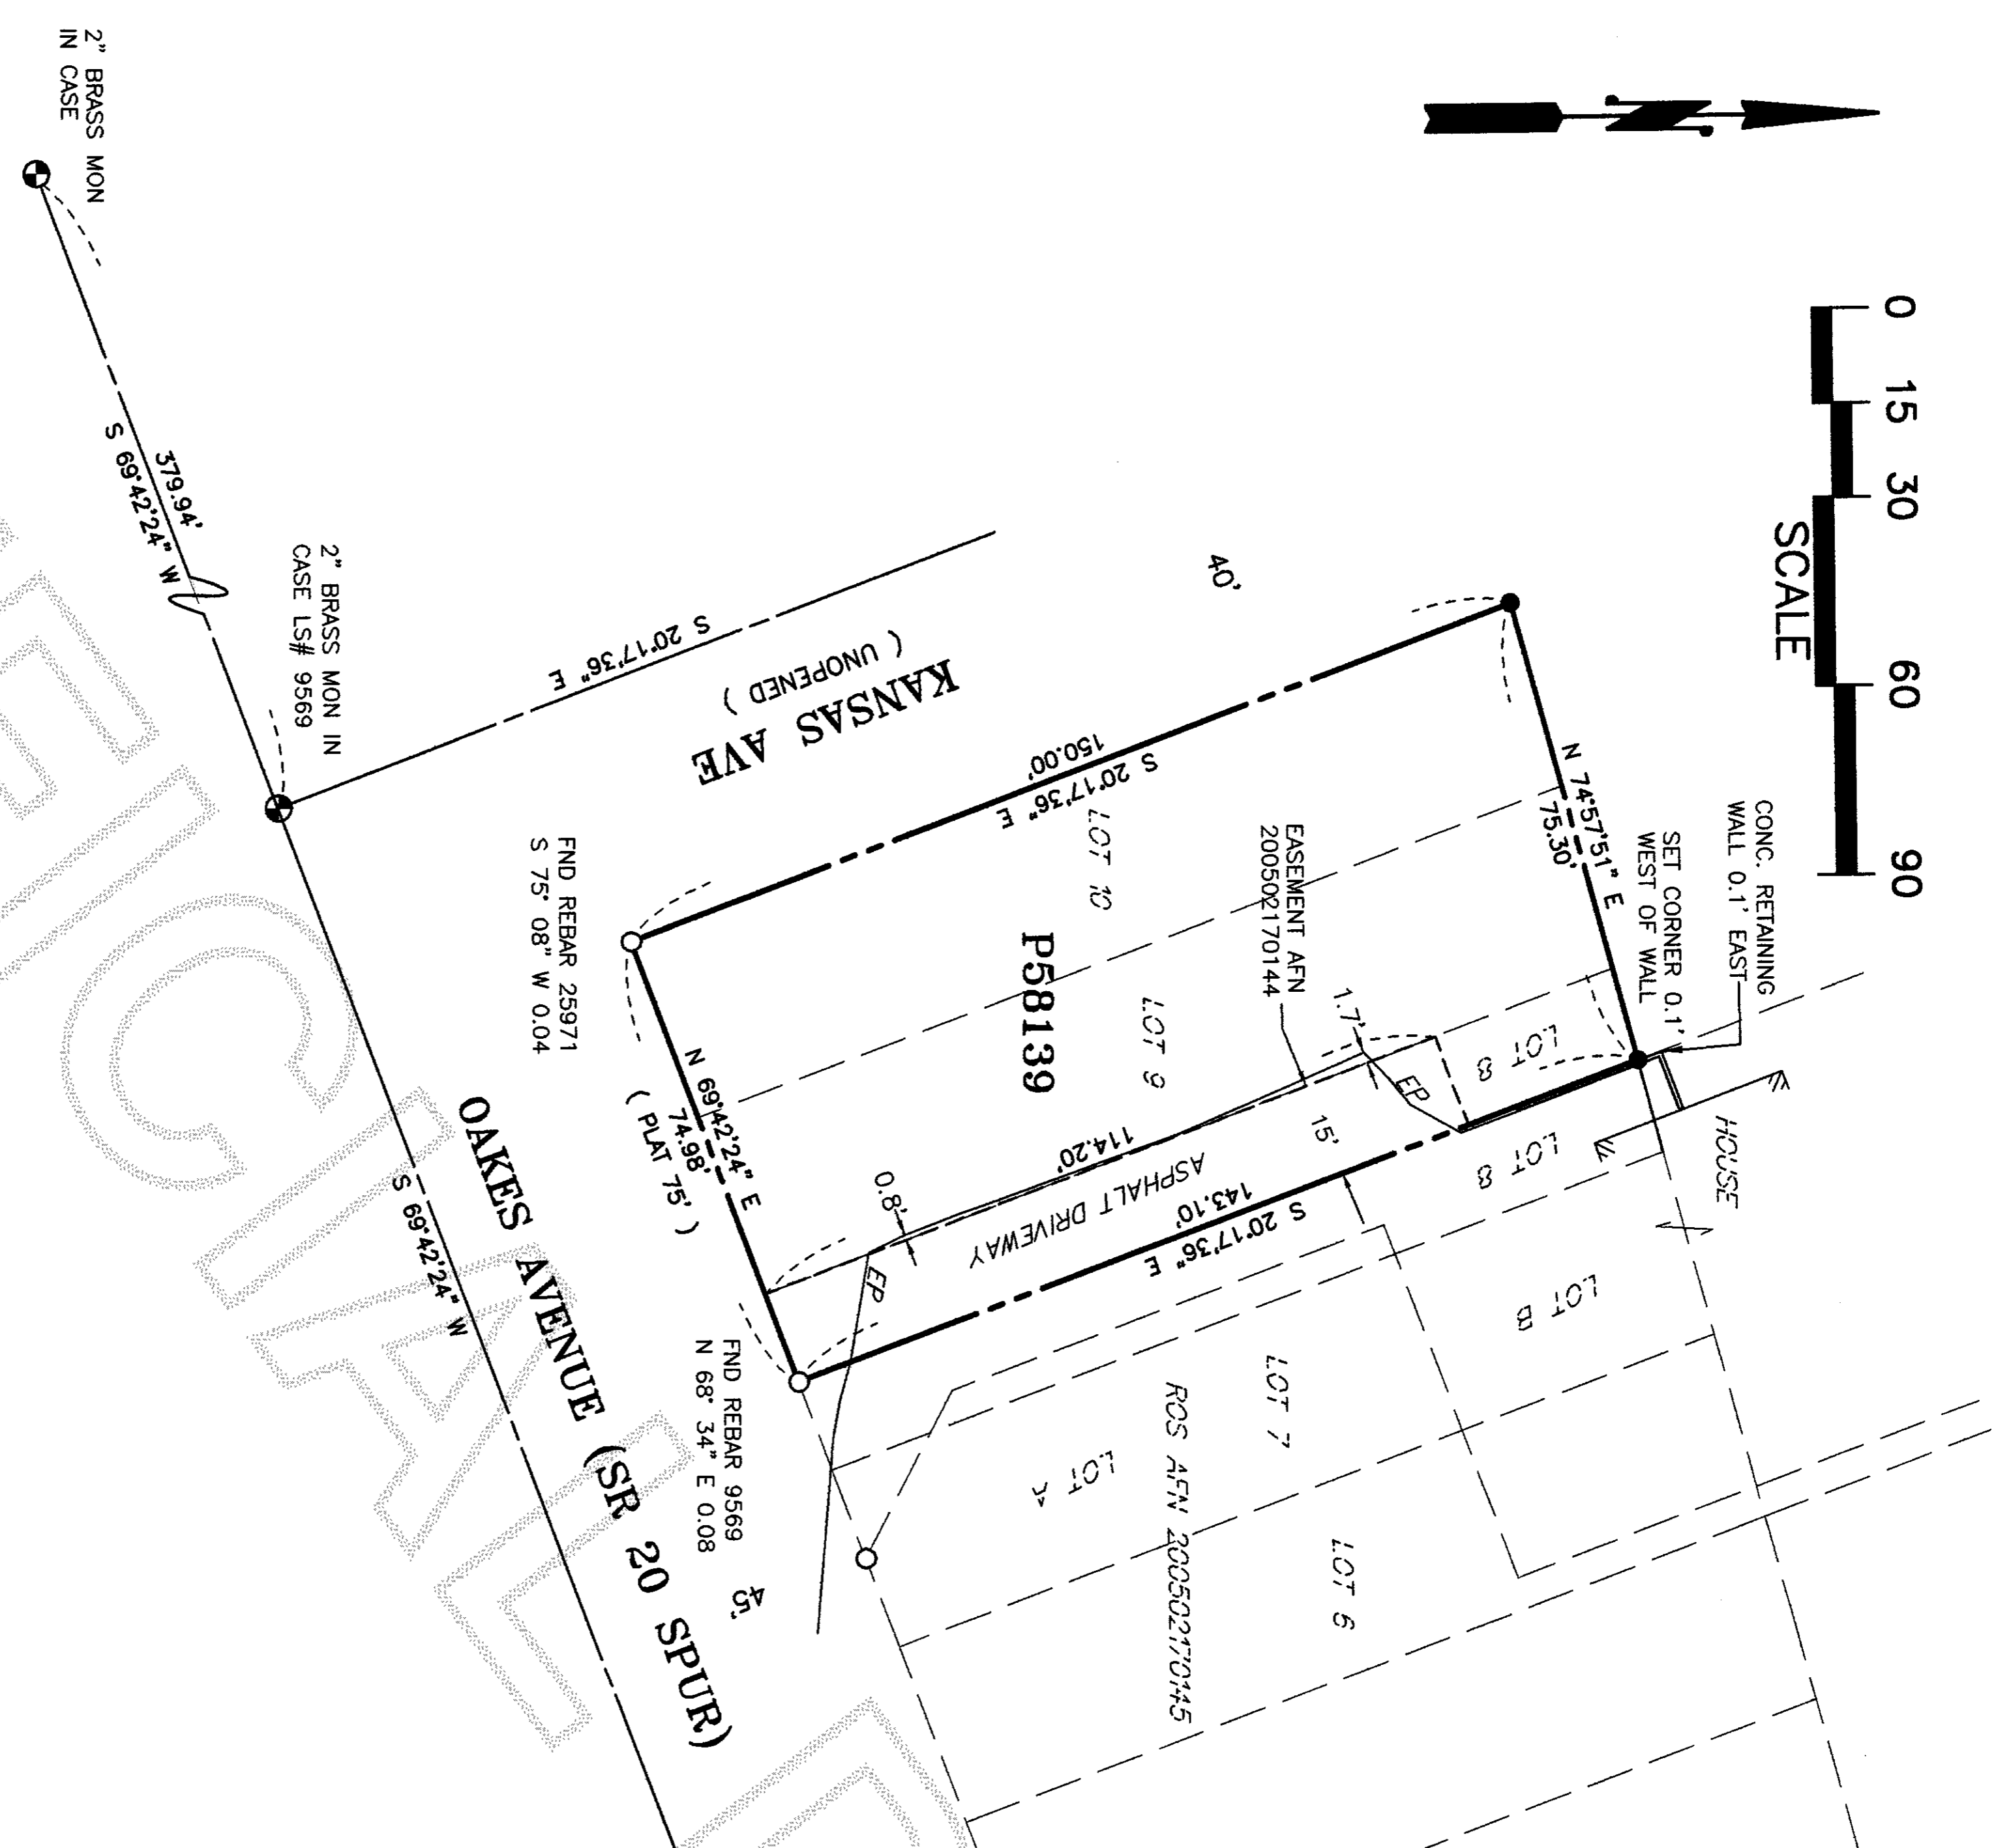 0 15 30 60 90
SCALE
CONC. RETAINING
WALL 0.1' EAST
SET CORNER 0.1'
WEST OF WALL
HOUSE
N 74°57'51" E
75.30'
LOT 8
LOT 8
LOT B
40'
EASEMENT AFN
200502170144
1.7'
EP
15'
S 20°17'36" E
150.00'
LOT 10
P58139
LOT 9
114.20'
ASPHALT DRIVEWAY
S 20°17'36" E
143.10'
0.8'
EP
KANSAS AVE
( UNOPENED )
S 20°17'36" E
LOT 7
LOT 6
ROS AFN 200502170145
LOT A
2" BRASS MON
IN CASE
379.94'
S 69°42'24" W
2" BRASS MON IN
CASE LS# 9569
FND REBAR 25971
S 75° 08" W 0.04
N 69°42'24" E
74.98'
( PLAT 75' )
FND REBAR 9569
N 68° 34" E 0.08
45'
S 69°42'24" W
OAKES AVENUE (SR 20 SPUR)